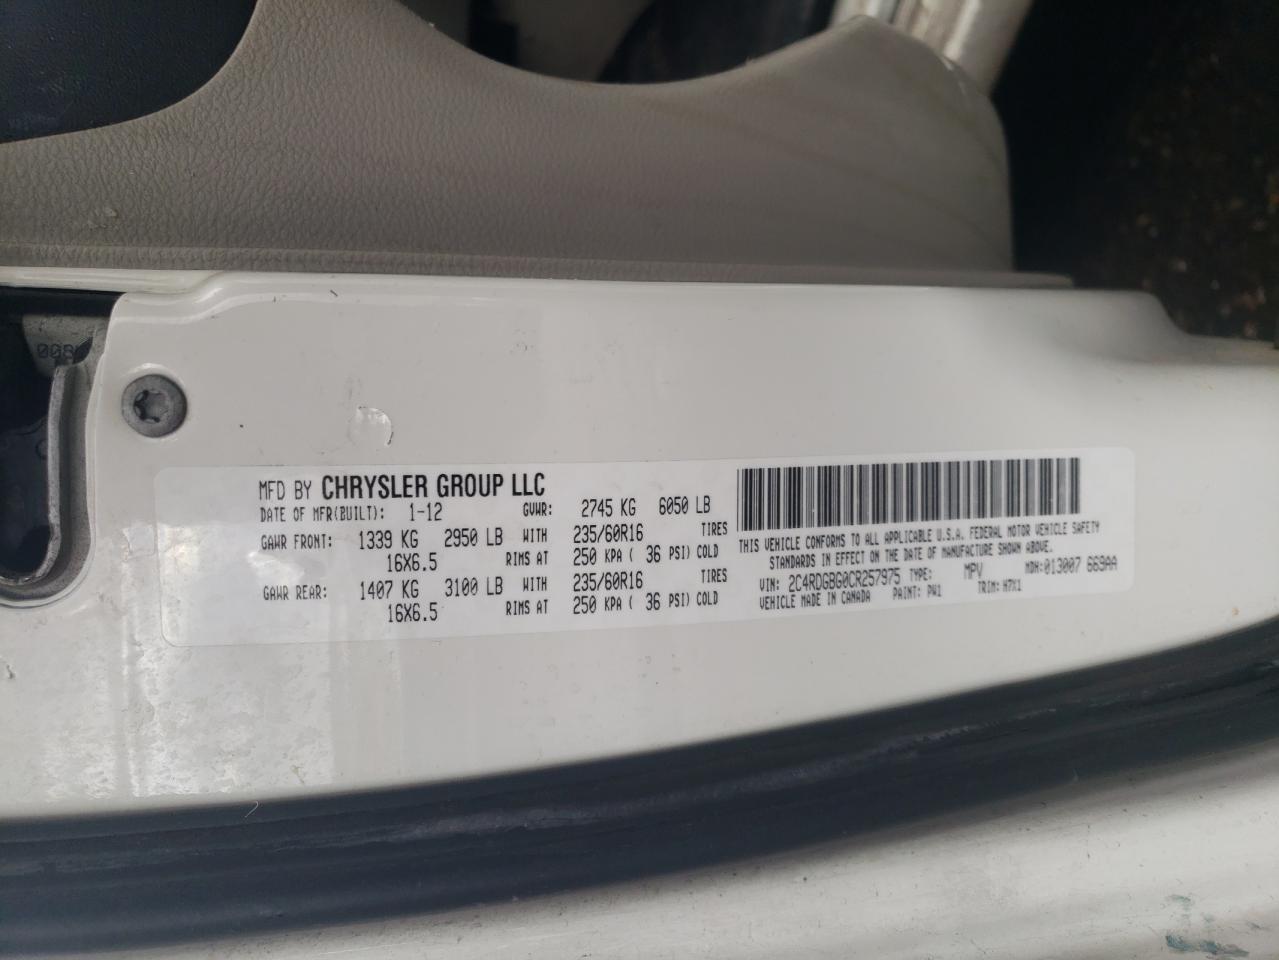 MFD BY CHRYSLER GROUP LLC
DATE OF MFR(BUILT): 1-12 GVWR: 2745 KG 6050 LB
GAWR FRONT: 1339 KG 2950 LB WITH 235/60R16 TIRES
16X6.5 RIMS AT 250 KPA ( 36 PSI) COLD
GAWR REAR: 1407 KG 3100 LB WITH 235/60R16 TIRES
16X6.5 RIMS AT 250 KPA ( 36 PSI) COLD
THIS VEHICLE CONFORMS TO ALL APPLICABLE U.S.A. FEDERAL MOTOR VEHICLE SAFETY
STANDARDS IN EFFECT ON THE DATE OF MANUFACTURE SHOWN ABOVE.
VIN: 2C4RDGBG0CR257975 TYPE: MPV MDH:013007 669AA
VEHICLE MADE IN CANADA PAINT: PW1 TRIM: H7X1